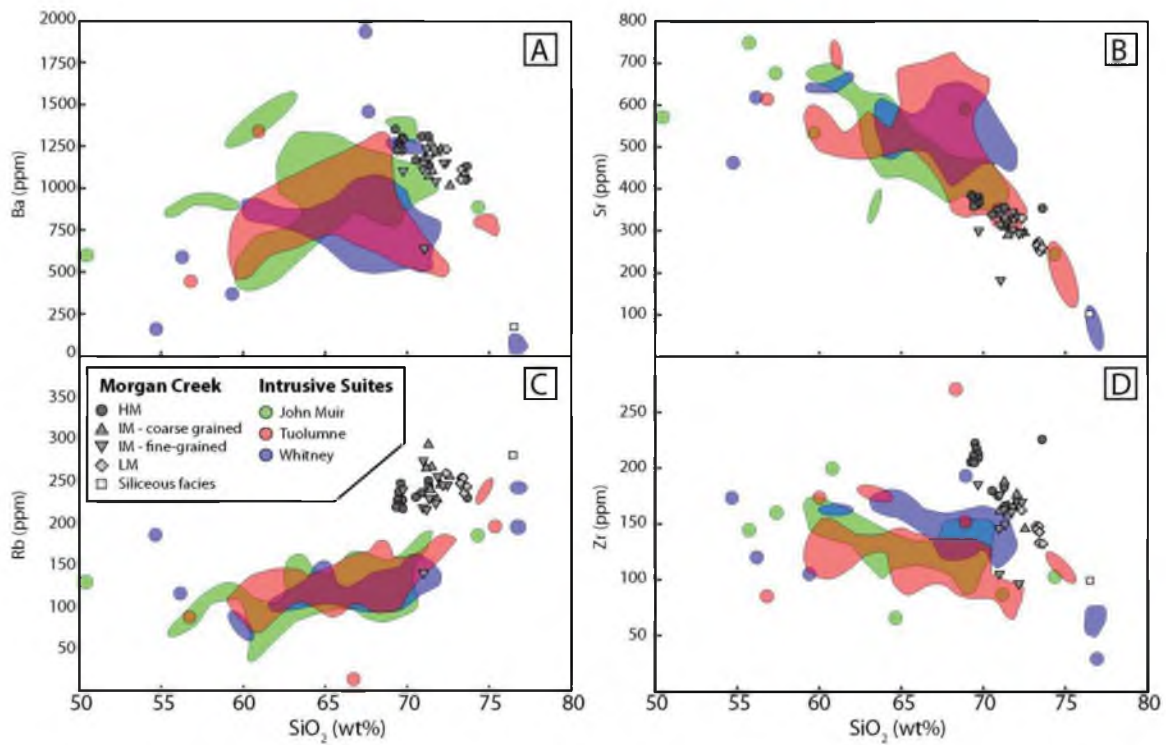 2000
1750
1500
1250
1000
750
500
250
0
Ba (ppm)
A
800
700
600
500
400
300
200
100
Sr (ppm)
B
350
300
250
200
150
100
50
Rb (ppm)
C
Morgan Creek
HM
IM - coarse grained
IM - fine-grained
LM
Siliceous facies
Intrusive Suites
John Muir
Tuolumne
Whitney
50 55 60 65 70 75 80
SiO2 (wt%)
250
200
150
100
50
Zr (ppm)
D
50 55 60 65 70 75 80
SiO2 (wt%)